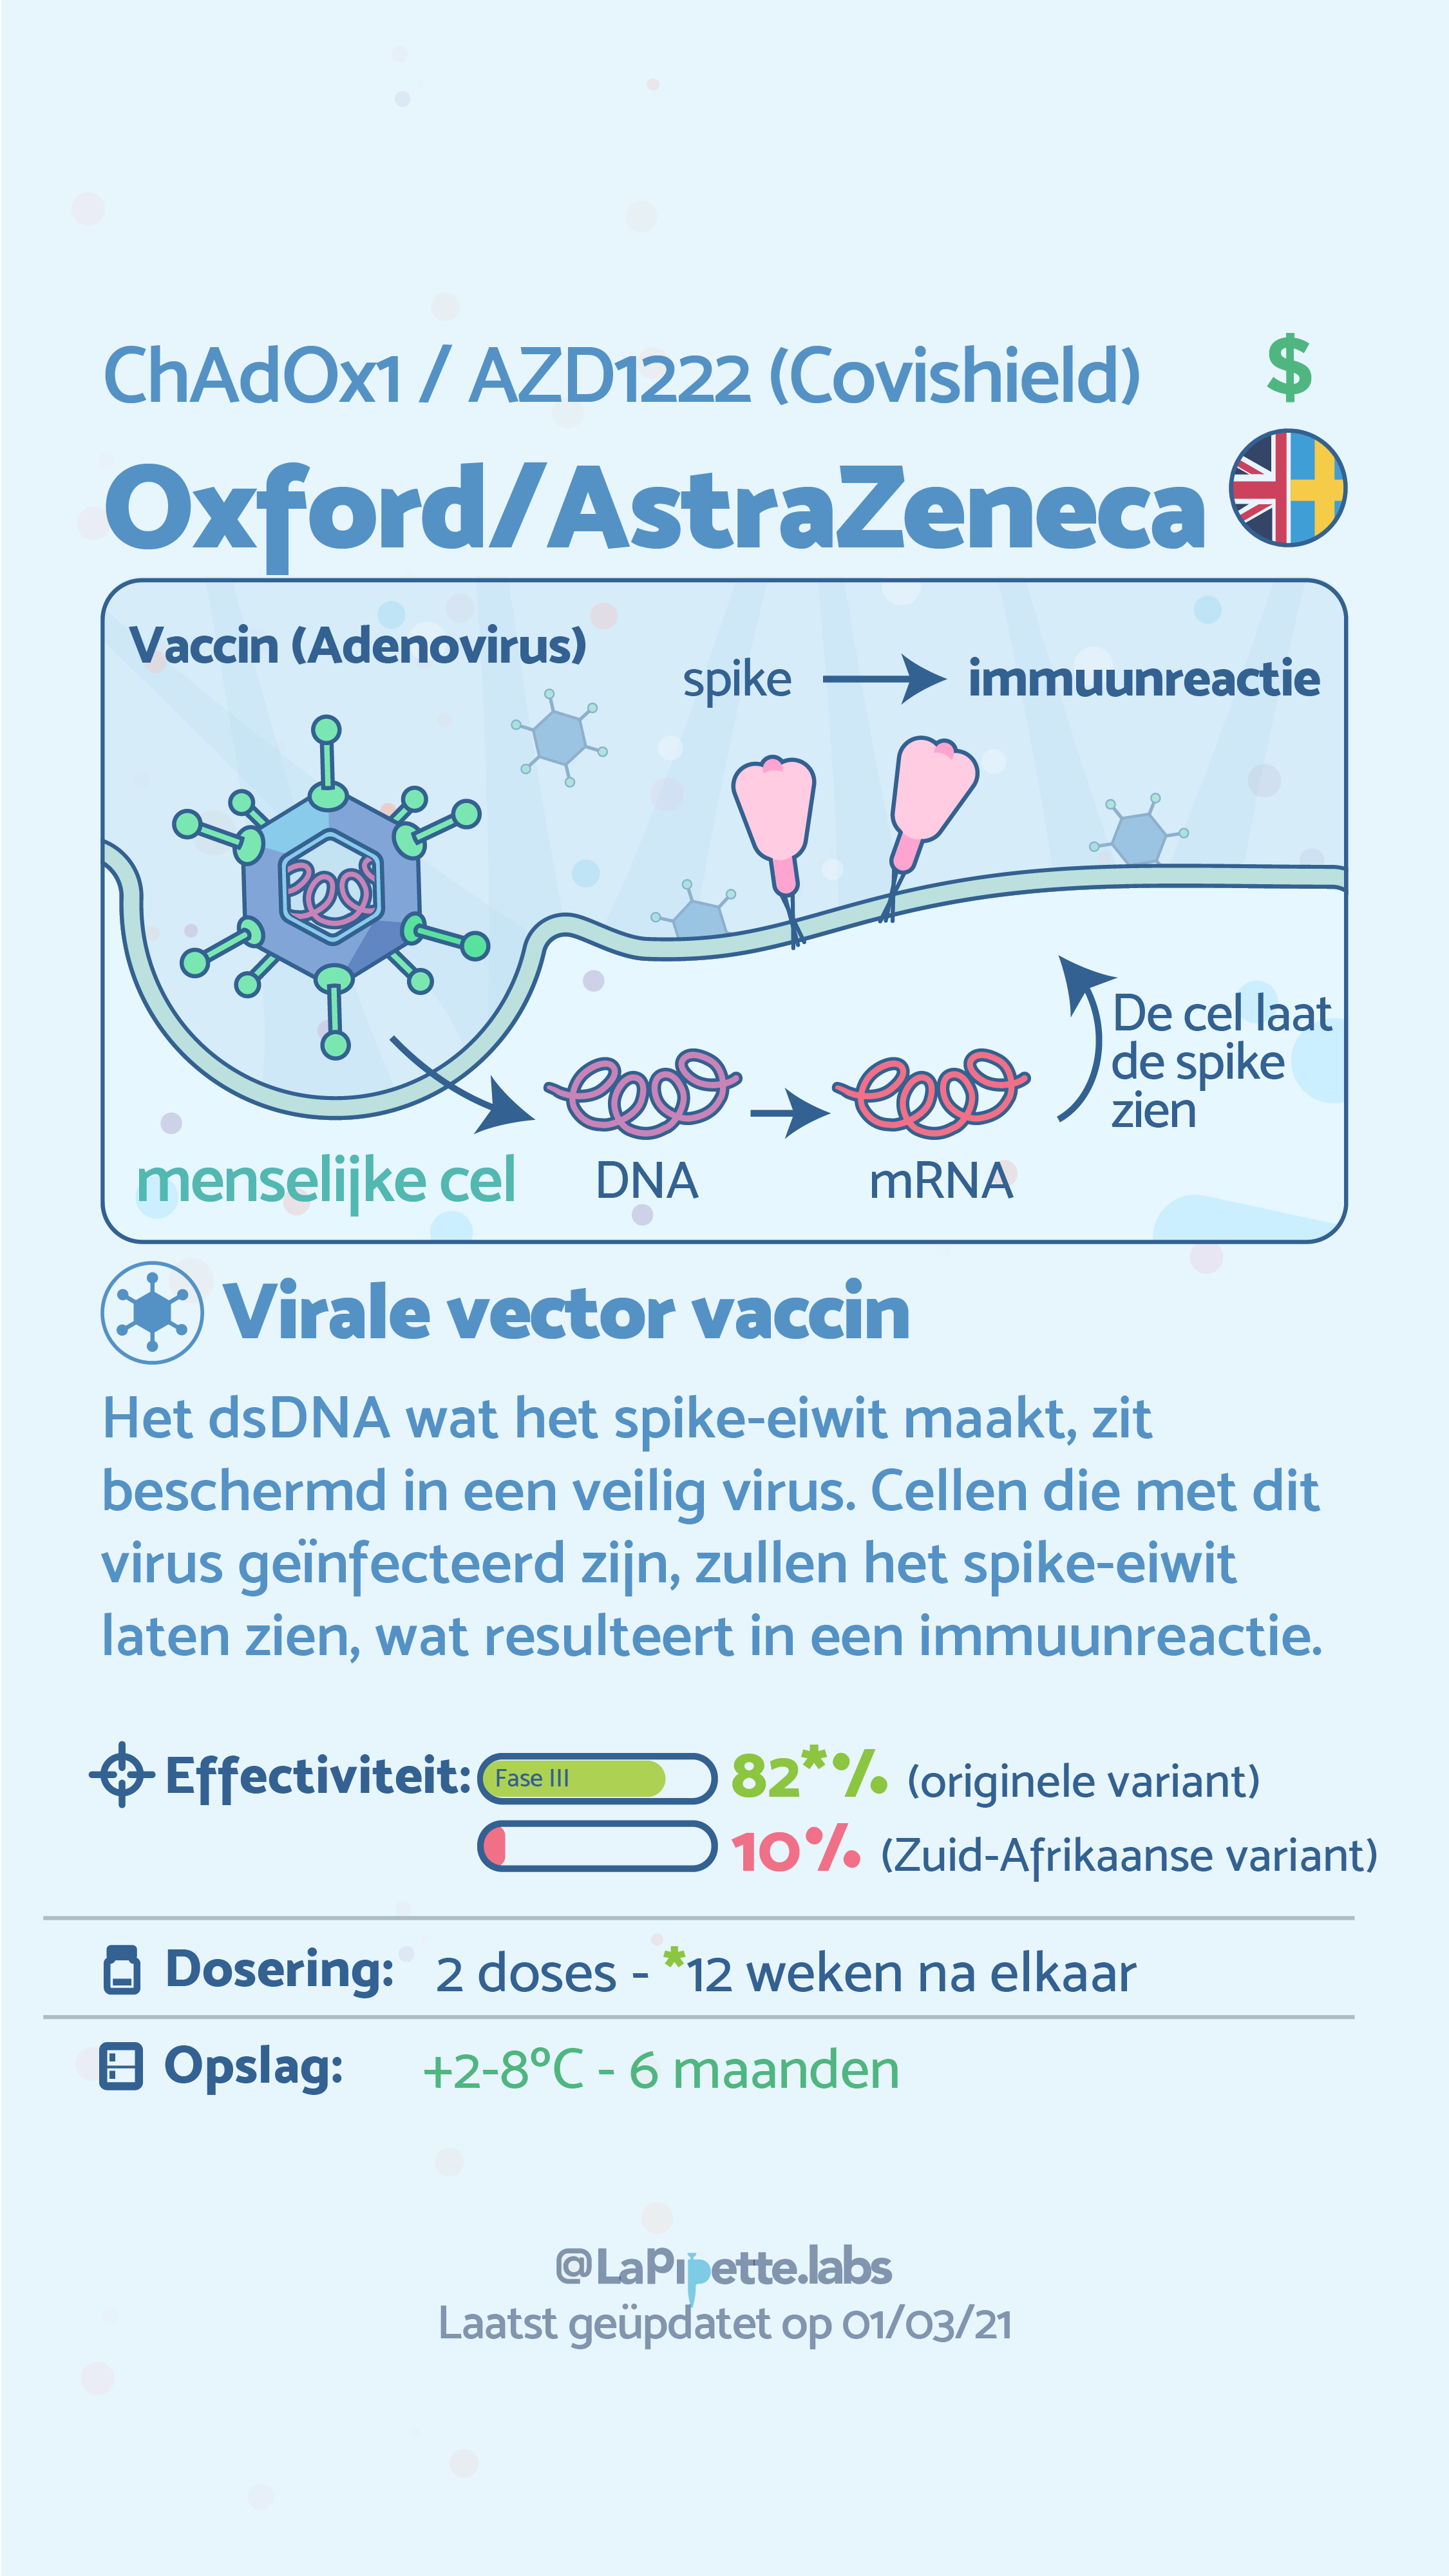 ChAdOx1 / AZD1222 (Covishield) $
Oxford/AstraZeneca
Vaccin (Adenovirus)
spike immuunreactie
De cel laat
de spike
zien
menselijke cel
DNA
mRNA
Virale vector vaccin
Het dsDNA wat het spike-eiwit maakt, zit
beschermd in een veilig virus. Cellen die met dit
virus geïnfecteerd zijn, zullen het spike-eiwit
laten zien, wat resulteert in een immuunreactie.
Effectiviteit: Fase III 82*% (originele variant)
10% (Zuid-Afrikaanse variant)
Dosering: 2 doses - *12 weken na elkaar
Opslag: +2-8°C - 6 maanden
@LaPipette.labs
Laatst geüpdatet op 01/03/21